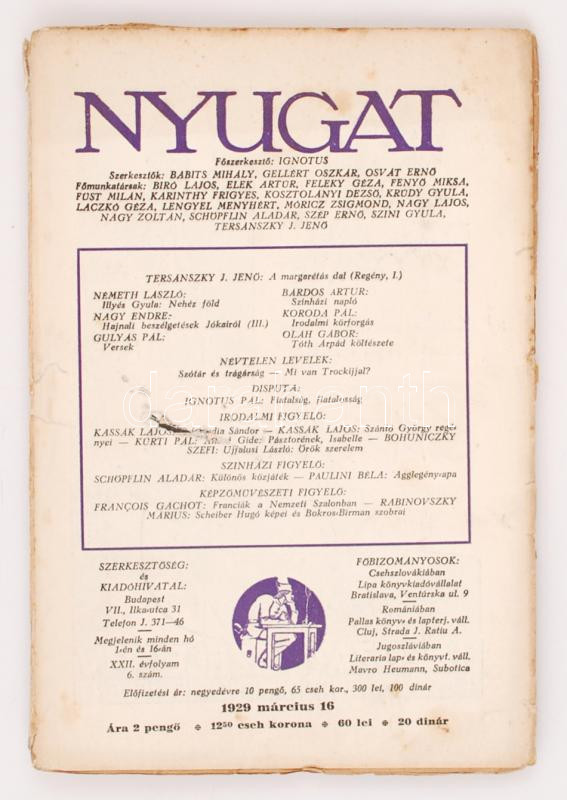 NYUGAT
Főszerkesztő: IGNOTUS
Szerkesztők: BABITS MIHÁLY, GELLÉRT OSZKÁR, OSVÁT ERNŐ
Főmunkatársak: BIRÓ LAJOS, ELEK ARTUR, FELEKY GÉZA, FENYŐ MIKSA,
FÜST MILÁN, KARINTHY FRIGYES, KOSZTOLÁNYI DEZSŐ, KRÚDY GYULA,
LACZKÓ GÉZA, LENGYEL MENYHÉRT, MÓRICZ ZSIGMOND, NAGY LAJOS,
NAGY ZOLTÁN, SCHÖPFLIN ALADÁR, SZÉP ERNŐ, SZINI GYULA,
TERSÁNSZKY J. JENŐ
TERSÁNSZKY J. JENŐ: A margarétás dal (Regény, I.)
NÉMETH LÁSZLÓ:
Illyés Gyula: Nehéz föld
NAGY ENDRE:
Hajnali beszélgetések Jókairól (III.)
GULYÁS PÁL:
Versek
BÁRDOS ARTUR:
Színházi napló
KORODA PÁL:
Irodalmi körforgás
OLÁH GÁBOR:
Tóth Árpád költészete
NÉVTELEN LEVELEK:
Szótár és trágárság — Mi van Trockijjal?
DISPUTA:
IGNOTUS PÁL: Fiatalság, fiatalosság
IRODALMI FIGYELŐ:
KASSÁK LAJOS: Sándor — KASSÁK LAJOS: Szántó György regé-
nyei — KÜRTI PÁL: André Gide: Pásztorének, Isabelle — BOHUNICZKY
SZEFI: Ujfalusi László: Örök szerelem
SZINHÁZI FIGYELŐ:
SCHÖPFLIN ALADÁR: Különös közjáték — PAULINI BÉLA: Agglegény-apa
KÉPZŐMŰVÉSZETI FIGYELŐ:
FRANÇOIS GACHOT: Franciák a Nemzeti Szalonban — RABINOVSZKY
MÁRIUS: Scheiber Hugó képei és Bokros-Birman szobrai
SZERKESZTŐSÉG:
és
KIADÓHIVATAL:
Budapest
VII., Ilka-utca 31
Telefon J. 371—46
Megjelenik minden hó
1-én és 16-án
XXII. évfolyam
6. szám.
FŐBIZOMÁNYOSOK:
Csehszlovákiában
Lipa könyvkiadóvállalat
Bratislava, Ventúrska ul. 9
Romániában
Pallas könyv- és lapterj. váll.
Cluj, Strada J. Ratiu A.
Jugoszláviában
Literaria lap- és könyvt. váll.
Mavro Heumann, Subotica
Előfizetési ár: negyedévre 10 pengő, 65 cseh kor., 300 lei, 100 dinár
1929 március 16
Ára 2 pengő * 12⁵⁰ cseh korona * 60 lei * 20 dinár